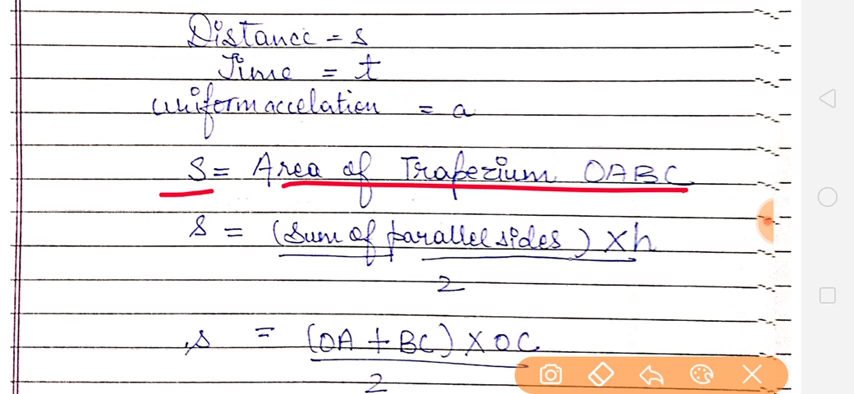 Distance = s
Time = t
uniform accelation = a
S = Area of Trapezium OABC
s = (Sum of parallel sides) × h
2
s = (OA + BC) × OC
2